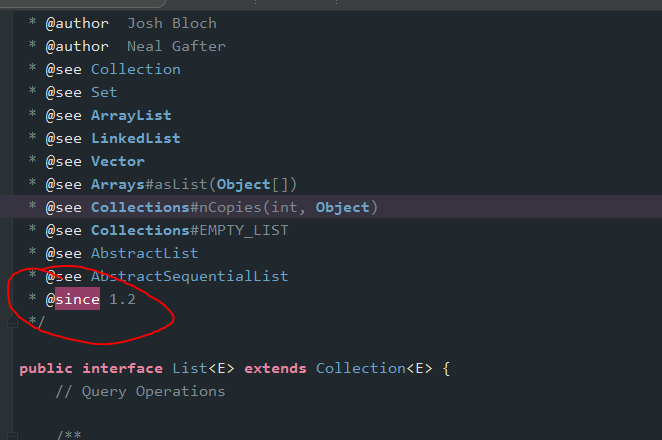 * @author  Josh Bloch
* @author  Neal Gafter
* @see Collection
* @see Set
* @see ArrayList
* @see LinkedList
* @see Vector
* @see Arrays#asList(Object[])
* @see Collections#nCopies(int, Object)
* @see Collections#EMPTY_LIST
* @see AbstractList
* @see AbstractSequentialList
* @since 1.2
*/
public interface List<E> extends Collection<E> {
// Query Operations
/**